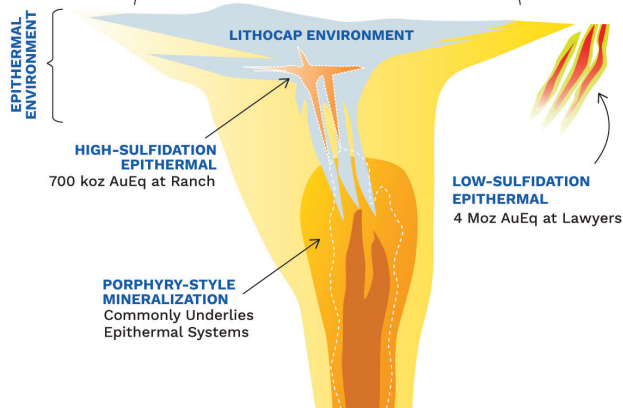 EPITHERMAL
ENVIRONMENT
LITHOCAP ENVIRONMENT
HIGH-SULFIDATION
EPITHERMAL
700 koz AuEq at Ranch
LOW-SULFIDATION
EPITHERMAL
4 Moz AuEq at Lawyers
PORPHYRY-STYLE
MINERALIZATION
Commonly Underlies
Epithermal Systems